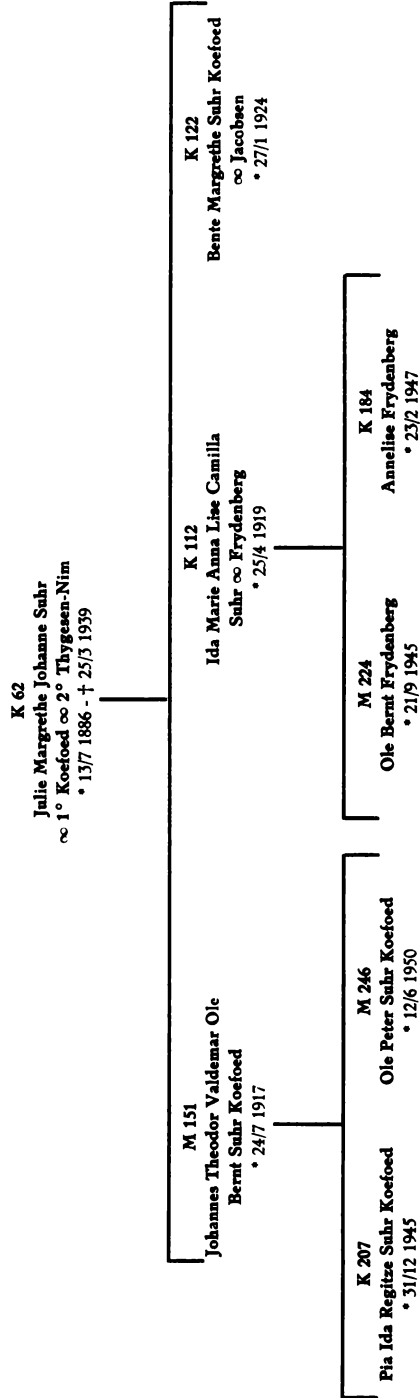 K 62
Julie Margrethe Johanne Suhr
∞ 1° Koefoed ∞ 2° Thygesen-Nim
* 13/7 1886 - † 25/3 1939
M 151
Johannes Theodor Valdemar Ole
Bernt Suhr Koefoed
* 24/7 1917
K 112
Ida Marie Anna Lise Camilla
Suhr ∞ Frydenberg
* 25/4 1919
K 122
Bente Margrethe Suhr Koefoed
∞ Jacobsen
* 27/1 1924
K 207
Pia Ida Regitze Suhr Koefoed
* 31/12 1945
M 246
Ole Peter Suhr Koefoed
* 12/6 1950
M 224
Ole Bernt Frydenberg
* 21/9 1945
K 184
Annelise Frydenberg
* 23/2 1947